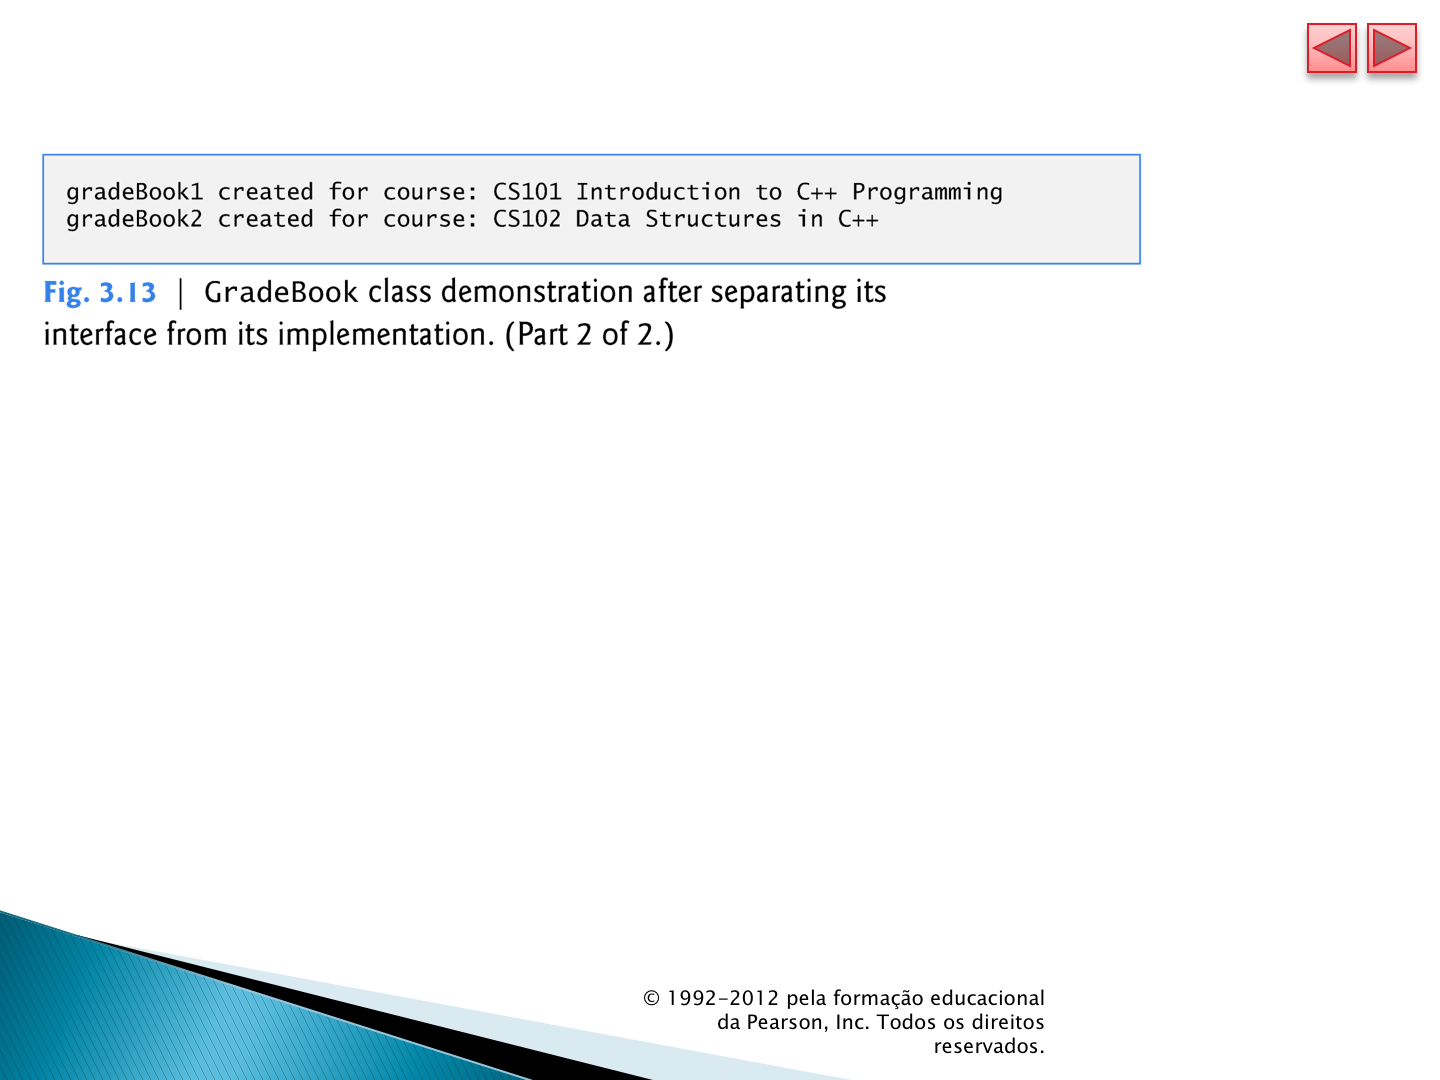 gradeBook1 created for course: CS101 Introduction to C++ Programming
gradeBook2 created for course: CS102 Data Structures in C++
Fig. 3.13 | GradeBook class demonstration after separating its
interface from its implementation. (Part 2 of 2.)
© 1992-2012 pela formação educacional
da Pearson, Inc. Todos os direitos
reservados.